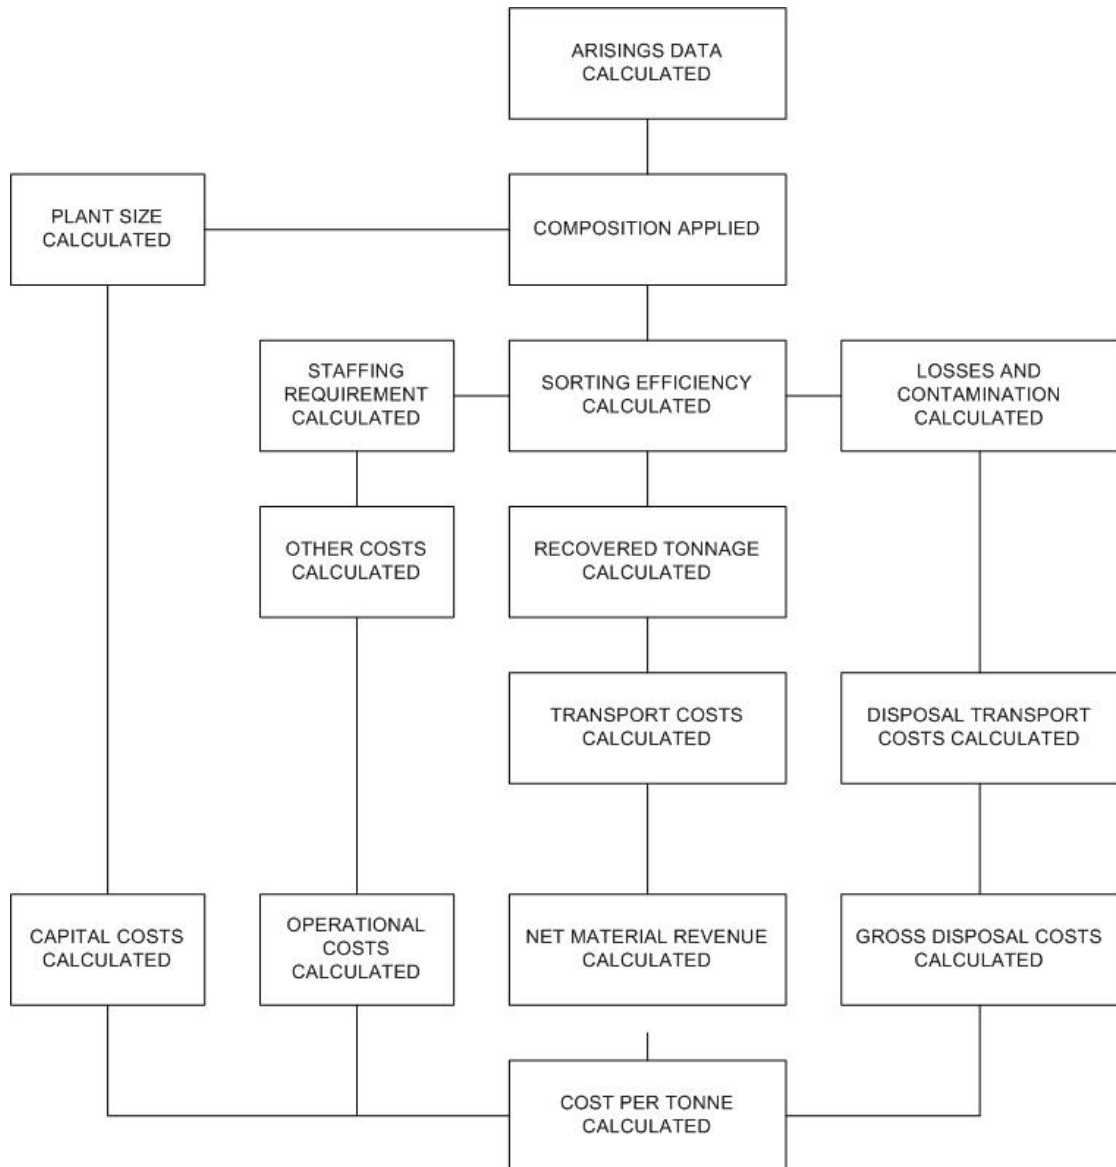 ARISINGS DATA
CALCULATED
PLANT SIZE
CALCULATED
COMPOSITION APPLIED
STAFFING
REQUIREMENT
CALCULATED
SORTING EFFICIENCY
CALCULATED
LOSSES AND
CONTAMINATION
CALCULATED
OTHER COSTS
CALCULATED
RECOVERED TONNAGE
CALCULATED
TRANSPORT COSTS
CALCULATED
DISPOSAL TRANSPORT
COSTS CALCULATED
CAPITAL COSTS
CALCULATED
OPERATIONAL
COSTS
CALCULATED
NET MATERIAL REVENUE
CALCULATED
GROSS DISPOSAL COSTS
CALCULATED
COST PER TONNE
CALCULATED